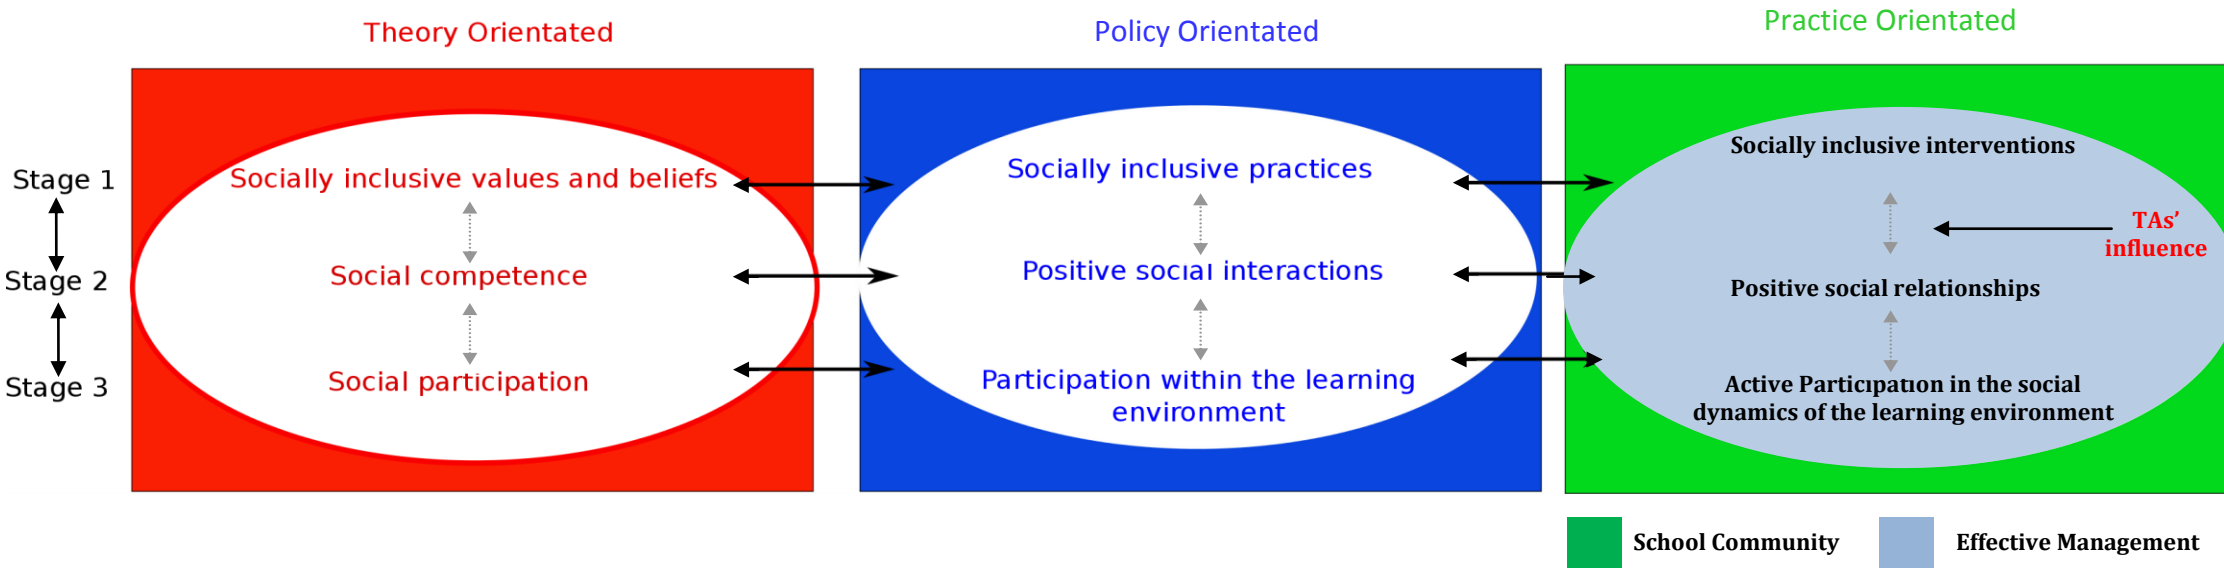 Theory Orientated
Policy Orientated
Practice Orientated
Stage 1
Stage 2
Stage 3
Socially inclusive values and beliefs
Social competence
Social participation
Socially inclusive practices
Positive social interactions
Participation within the learning
environment
Socially inclusive interventions
TAs’
influence
Positive social relationships
Active Participation in the social
dynamics of the learning environment
School Community
Effective Management